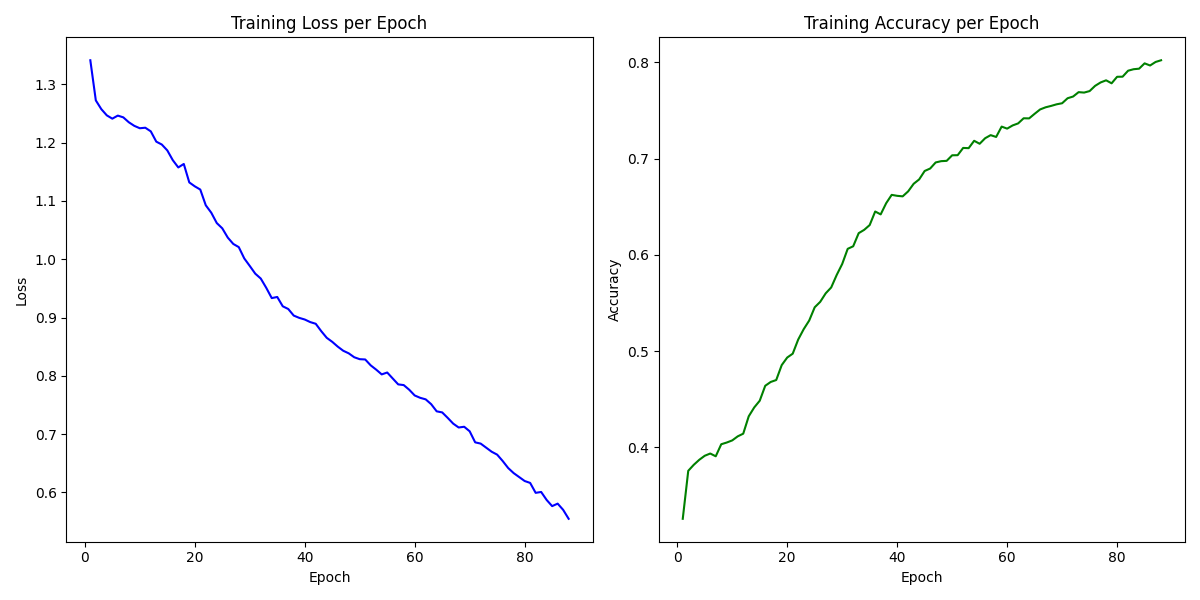 Training Loss per Epoch
1.3
1.2
1.1
1.0
0.9
0.8
0.7
0.6
Loss
0 20 40 60 80
Epoch
Training Accuracy per Epoch
0.8
0.7
0.6
0.5
0.4
Accuracy
0 20 40 60 80
Epoch